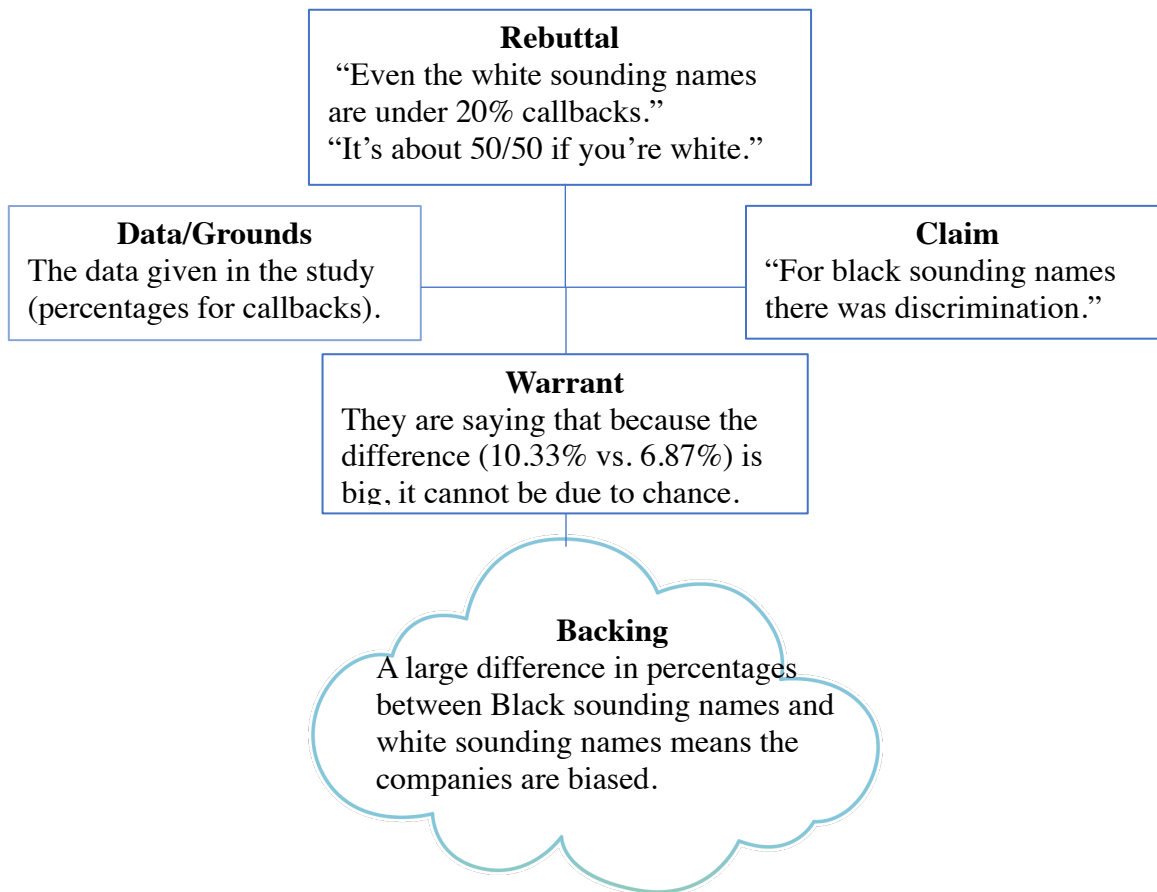 Rebuttal
“Even the white sounding names
are under 20% callbacks.”
“It’s about 50/50 if you’re white.”
Data/Grounds
The data given in the study
(percentages for callbacks).
Claim
“For black sounding names
there was discrimination.”
Warrant
They are saying that because the
difference (10.33% vs. 6.87%) is
big, it cannot be due to chance.
Backing
A large difference in percentages
between Black sounding names and
white sounding names means the
companies are biased.